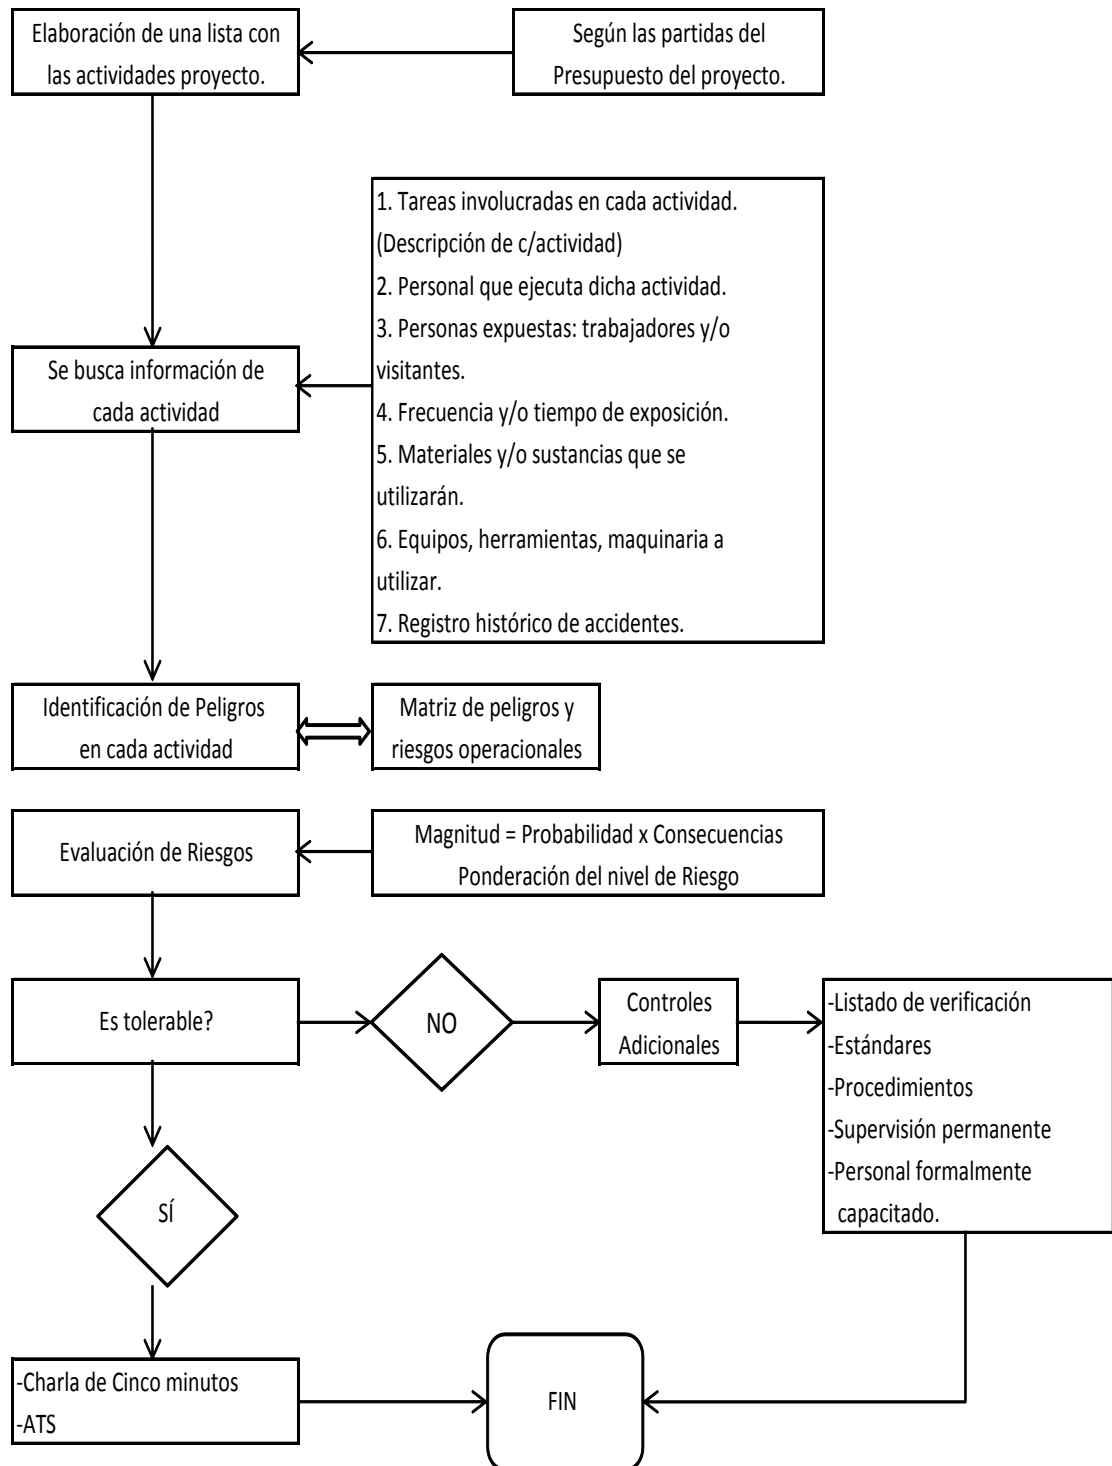 Elaboración de una lista con
las actividades proyecto.
Según las partidas del
Presupuesto del proyecto.
1. Tareas involucradas en cada actividad.
(Descripción de c/actividad)
2. Personal que ejecuta dicha actividad.
3. Personas expuestas: trabajadores y/o
visitantes.
4. Frecuencia y/o tiempo de exposición.
5. Materiales y/o sustancias que se
utilizarán.
6. Equipos, herramientas, maquinaria a
utilizar.
7. Registro histórico de accidentes.
Se busca información de
cada actividad
Identificación de Peligros
en cada actividad
Matriz de peligros y
riesgos operacionales
Evaluación de Riesgos
Magnitud = Probabilidad x Consecuencias
Ponderación del nivel de Riesgo
Es tolerable?
NO
Controles
Adicionales
-Listado de verificación
-Estándares
-Procedimientos
-Supervisión permanente
-Personal formalmente
capacitado.
SÍ
-Charla de Cinco minutos
-ATS
FIN